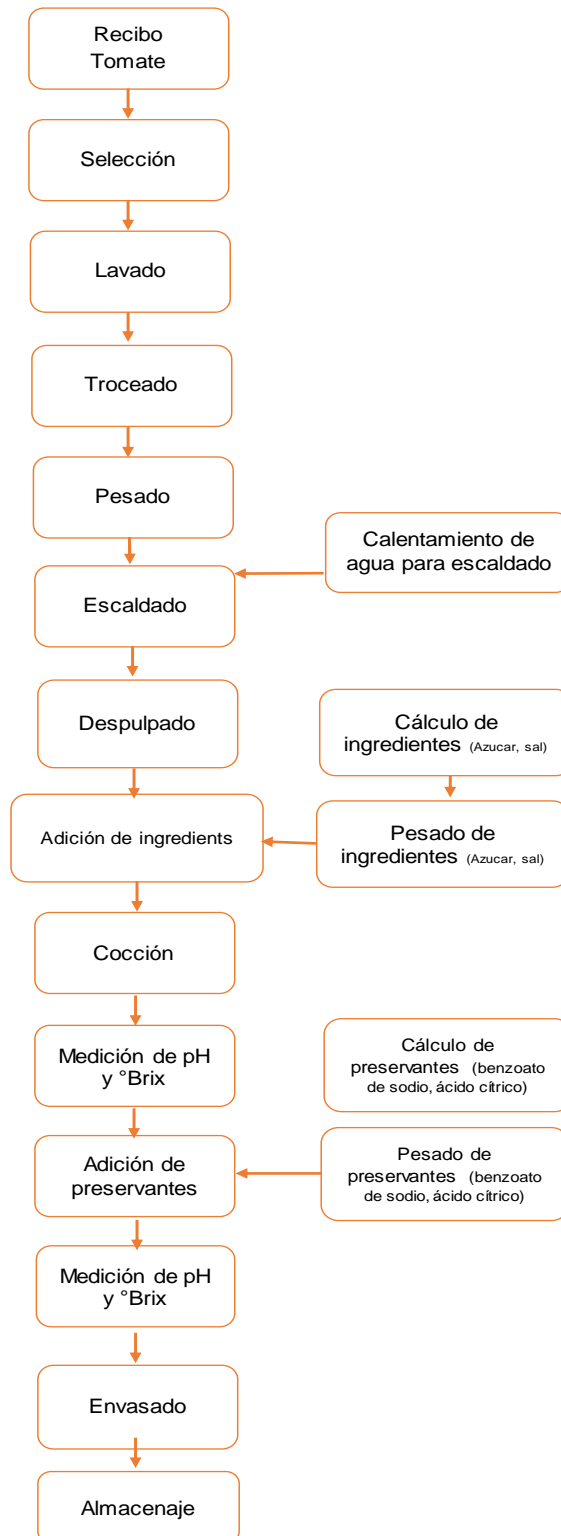 Recibo
Tomate
Selección
Lavado
Troceado
Pesado
Calentamiento de
agua para escaldado
Escaldado
Despulpado
Cálculo de
ingredientes (Azucar, sal)
Adición de ingredients
Pesado de
ingredientes (Azucar, sal)
Cocción
Medición de pH
y °Brix
Cálculo de
preservantes (benzoato
de sodio, ácido cítrico)
Adición de
preservantes
Pesado de
preservantes (benzoato
de sodio, ácido cítrico)
Medición de pH
y °Brix
Envasado
Almacenaje